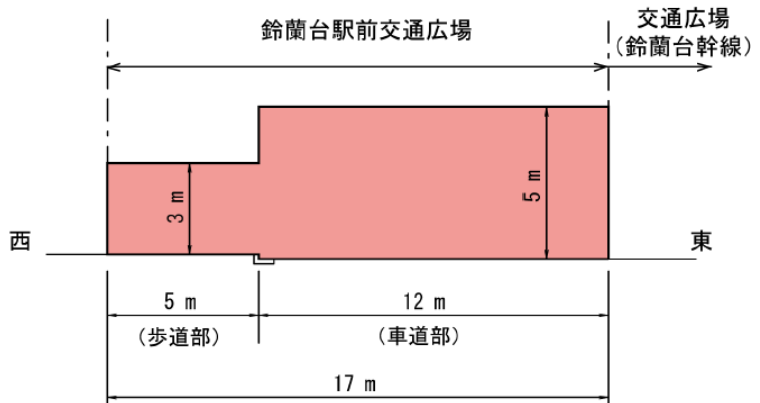 鈴蘭台駅前交通広場
交通広場
(鈴蘭台幹線)
3 m
5 m
西
東
5 m
(歩道部)
12 m
(車道部)
17 m